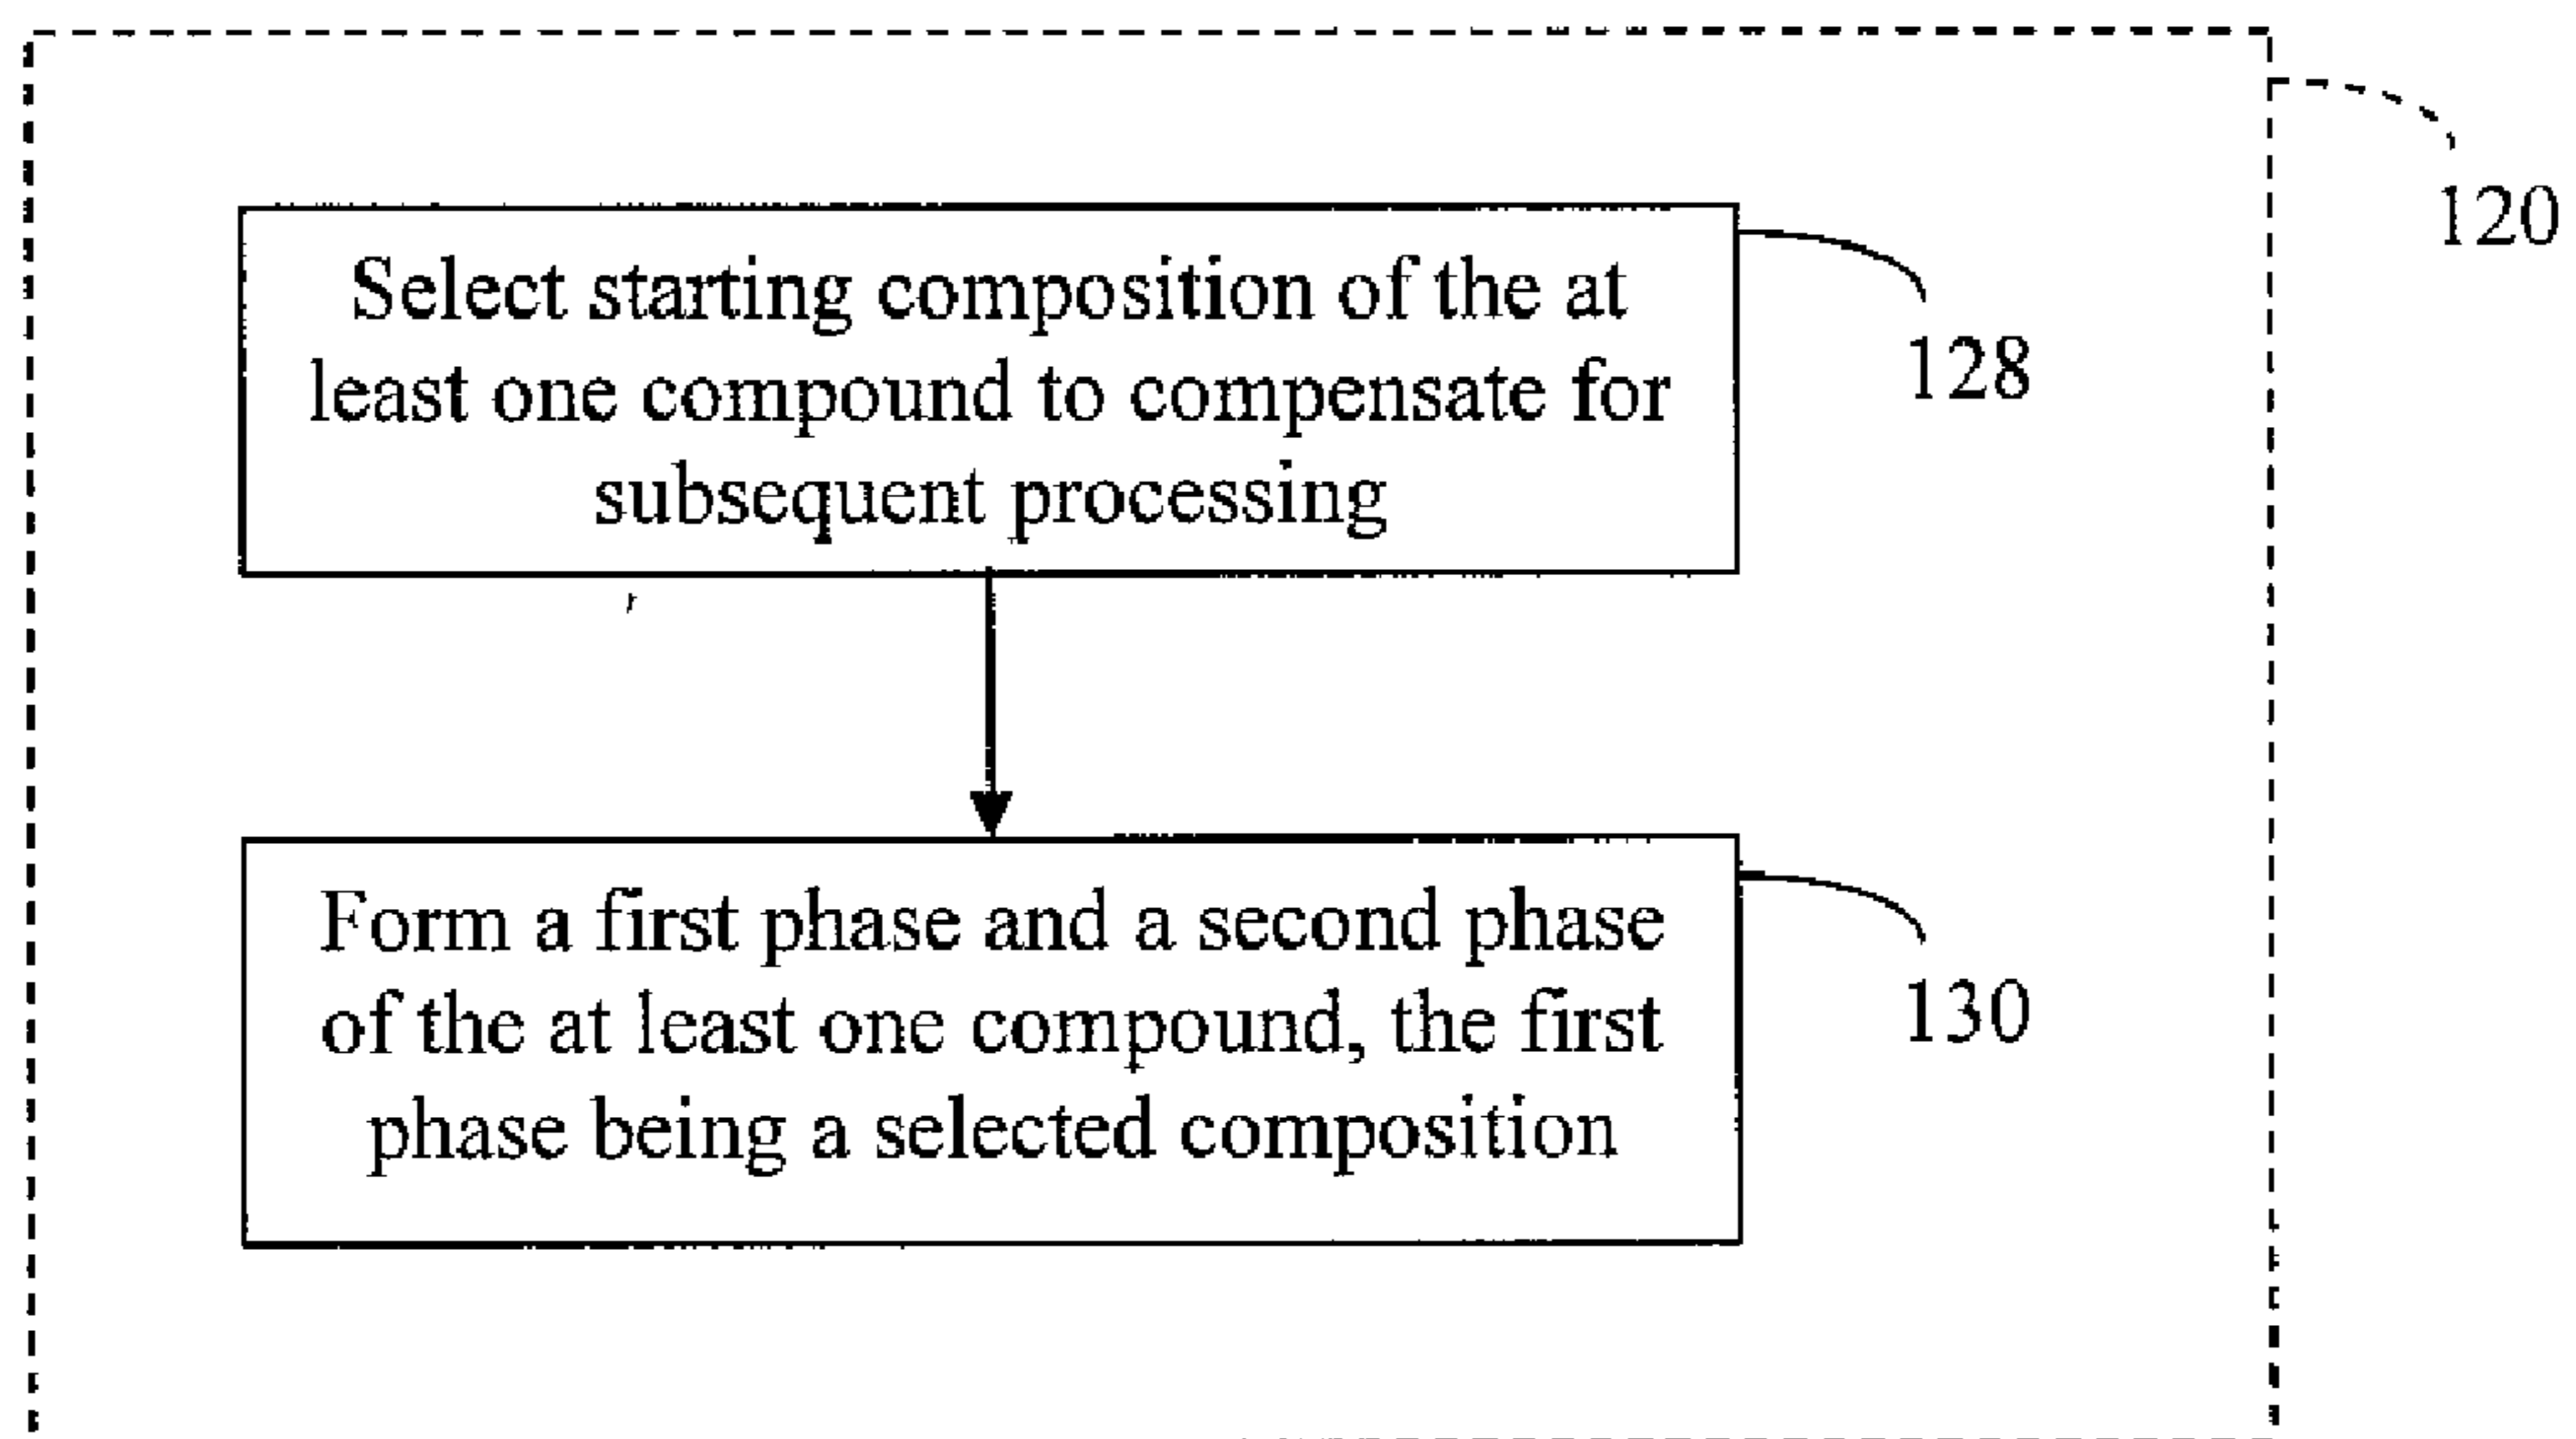 120
Select starting composition of the at
least one compound to compensate for
subsequent processing
128
Form a first phase and a second phase
of the at least one compound, the first
phase being a selected composition
130